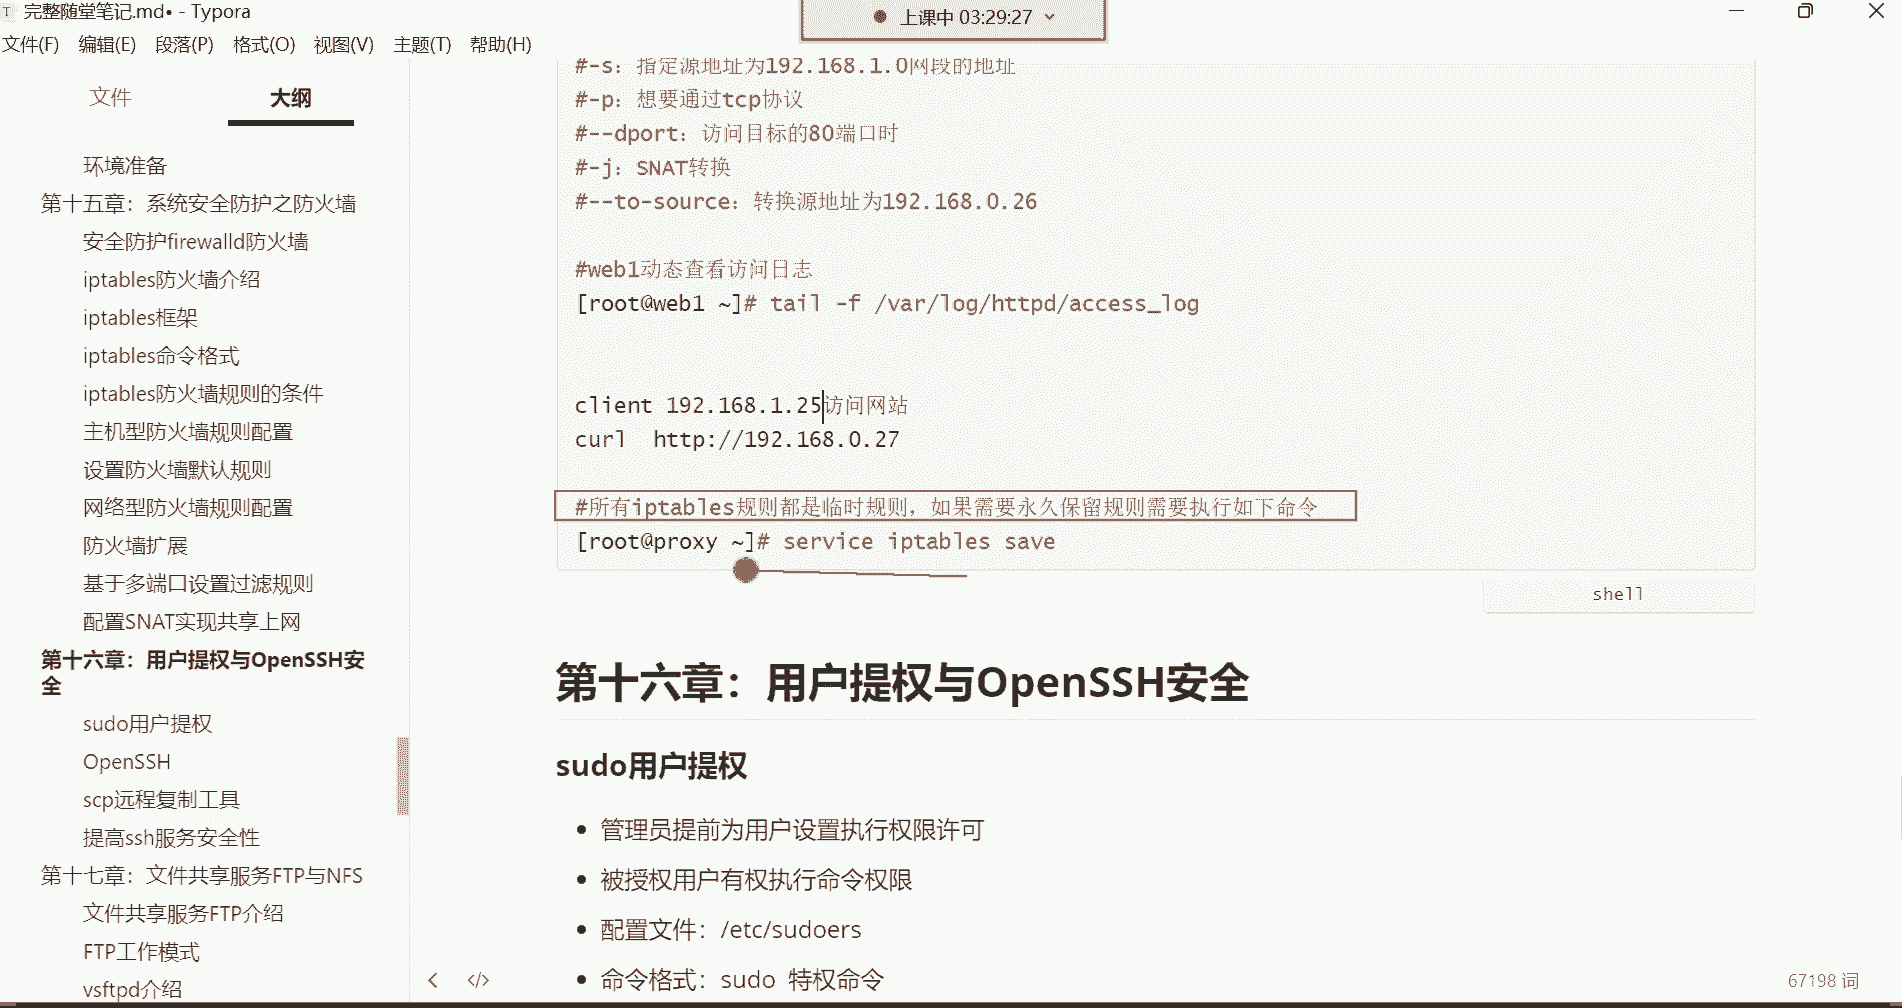 T 完整随堂笔记.md• - Typora
上课中 03:29:27
文件(F) 编辑(E) 段落(P) 格式(O) 视图(V) 主题(T) 帮助(H)
文件 大纲
环境准备
第十五章：系统安全防护之防火墙
安全防护firewalld防火墙
iptables防火墙介绍
iptables框架
iptables命令格式
iptables防火墙规则的条件
主机型防火墙规则配置
设置防火墙默认规则
网络型防火墙规则配置
防火墙扩展
基于多端口设置过滤规则
配置SNAT实现共享上网
第十六章：用户提权与OpenSSH安
全
sudo用户提权
OpenSSH
scp远程复制工具
提高ssh服务安全性
第十七章：文件共享服务FTP与NFS
文件共享服务FTP介绍
FTP工作模式
vsftpd介绍
#-s：指定源地址为192.168.1.0网段的地址
#-p：想要通过tcp协议
#--dport：访问目标的80端口时
#-j：SNAT转换
#--to-source：转换源地址为192.168.0.26
#web1动态查看访问日志
[root@web1 ~]# tail -f /var/log/httpd/access_log
client 192.168.1.25访问网站
curl  http://192.168.0.27
#所有iptables规则都是临时规则，如果需要永久保留规则需要执行如下命令
[root@proxy ~]# service iptables save
shell
第十六章：用户提权与OpenSSH安全
sudo用户提权
• 管理员提前为用户设置执行权限许可
• 被授权用户有权执行命令权限
• 配置文件：/etc/sudoers
• 命令格式：sudo  特权命令
67198 词